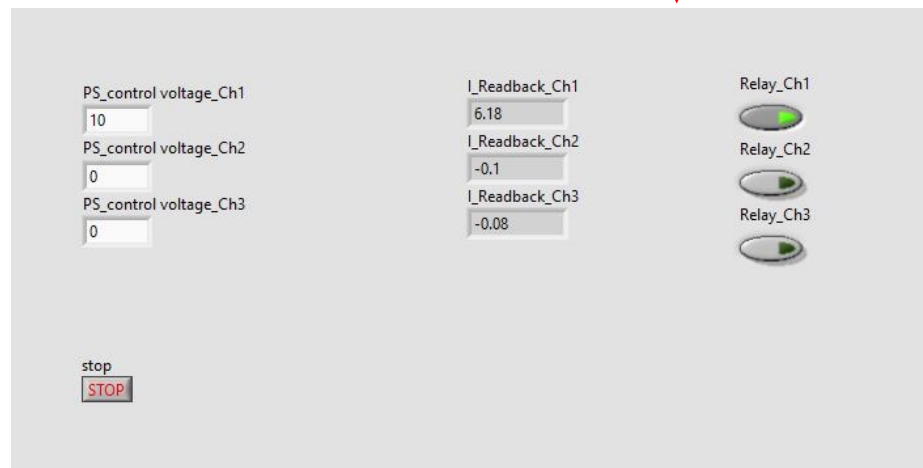 PS_control voltage_Ch1
10
PS_control voltage_Ch2
0
PS_control voltage_Ch3
0
I_Readback_Ch1
6.18
I_Readback_Ch2
-0.1
I_Readback_Ch3
-0.08
Relay_Ch1
Relay_Ch2
Relay_Ch3
stop
STOP